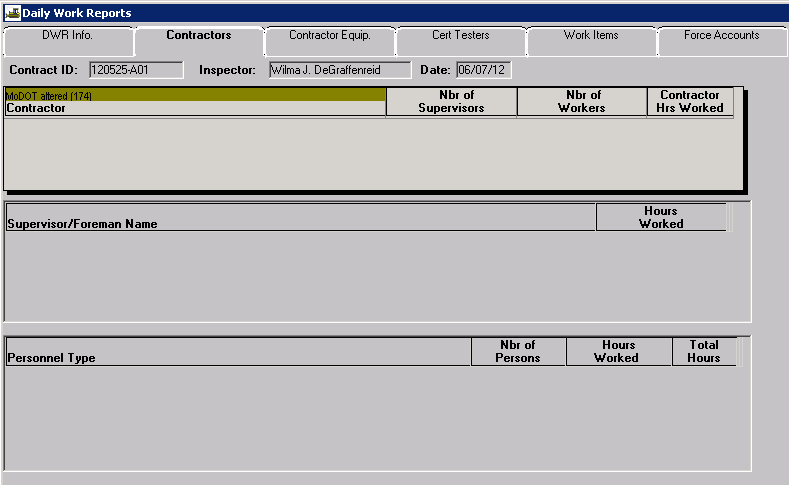 Daily Work Reports
DWR Info. Contractors Contractor Equip. Cert Testers Work Items Force Accounts
Contract ID: 120525-A01 Inspector: Wilma J. DeGraffenreid Date: 06/07/12
MoDOT altered (174)
Contractor Nbr of Supervisors Nbr of Workers Contractor Hrs Worked
Supervisor/Foreman Name Hours Worked
Personnel Type Nbr of Persons Hours Worked Total Hours